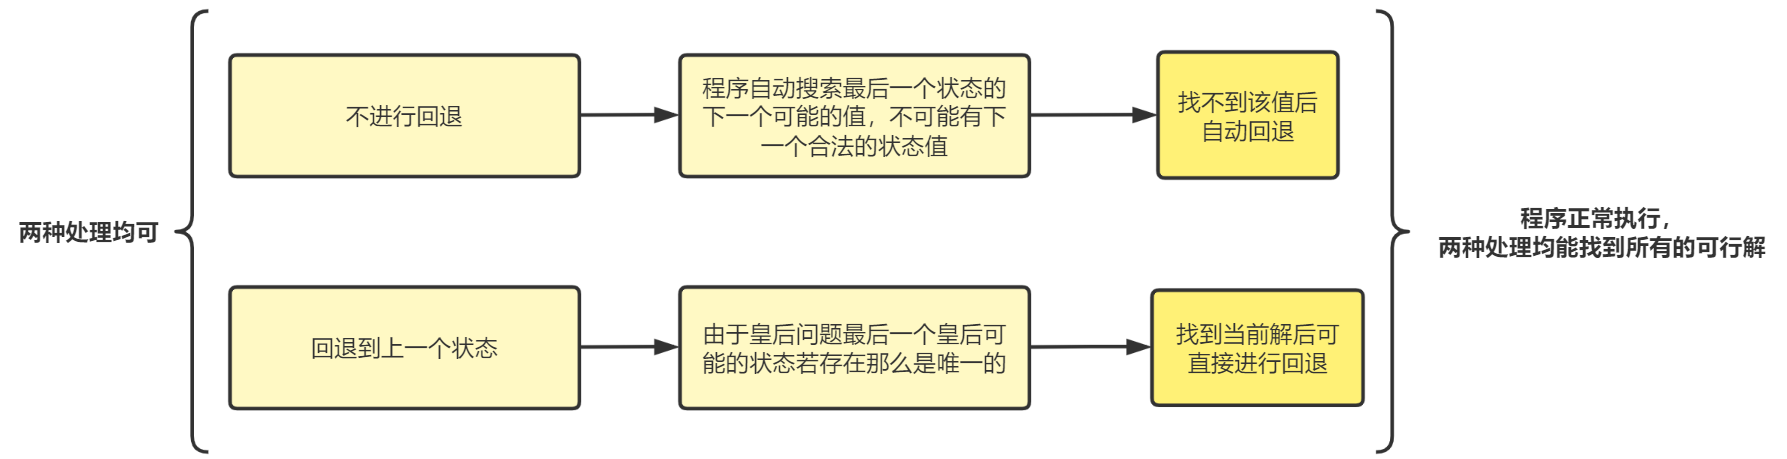 两种处理均可
不进行回退
程序自动搜索最后一个状态的
下一个可能的值，不可能有下
一个合法的状态值
找不到该值后
自动回退
回退到上一个状态
由于皇后问题最后一个皇后可
能的状态若存在那么是唯一的
找到当前解后可
直接进行回退
程序正常执行，
两种处理均能找到所有的可行解